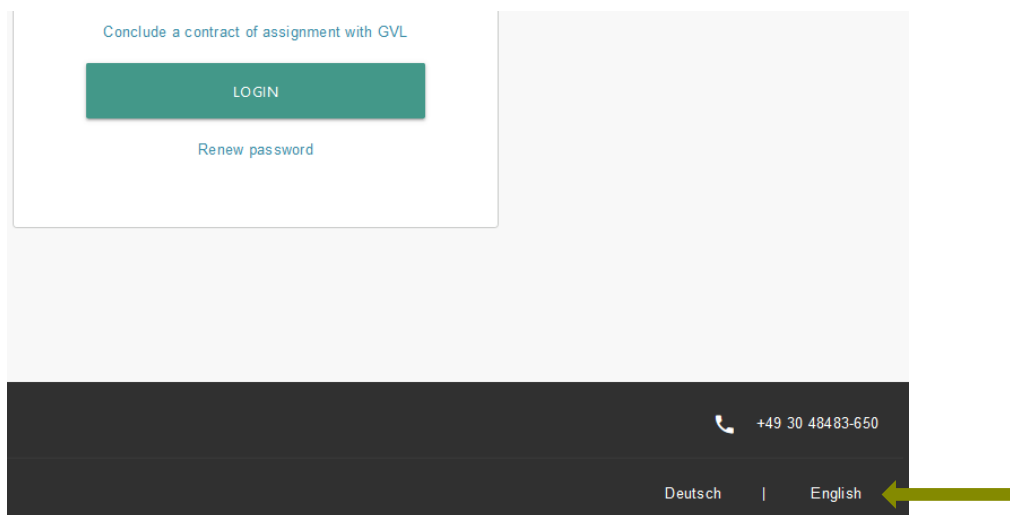 Conclude a contract of assignment with GVL
LOGIN
Renew password
+49 30 48483-650
Deutsch | English